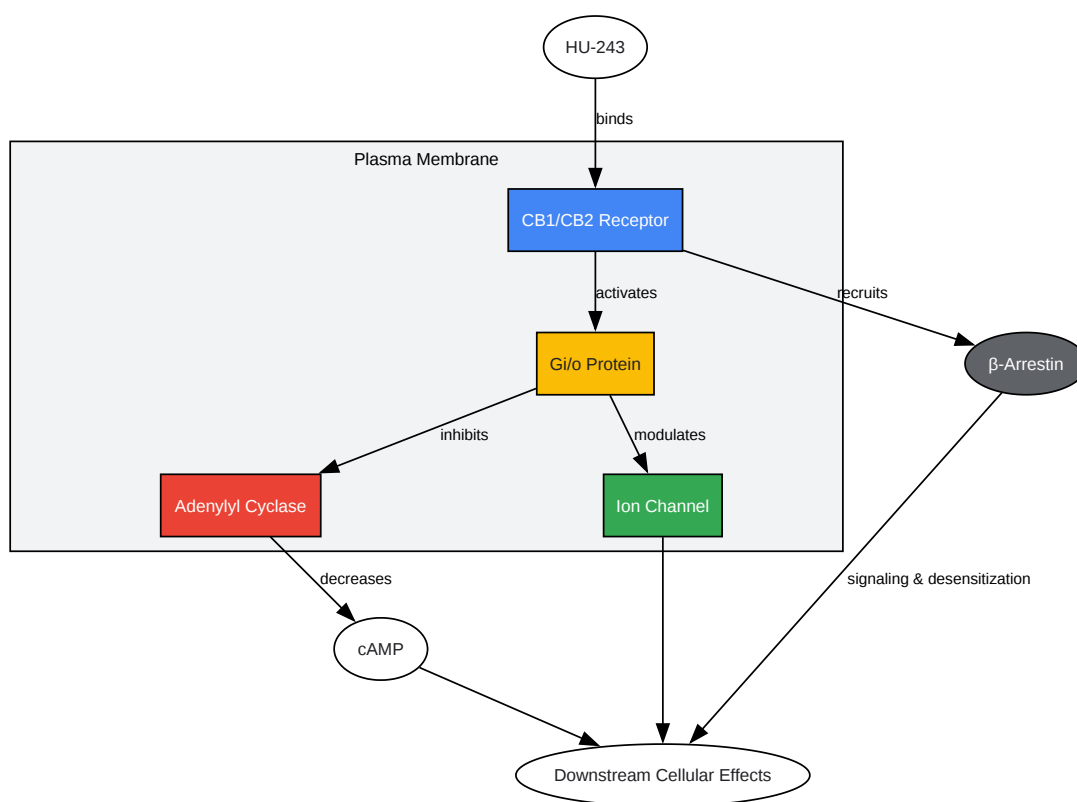 HU-243
binds
Plasma Membrane
CB1/CB2 Receptor
activates
recruits
Gi/o Protein
β-Arrestin
inhibits
modulates
Adenylyl Cyclase
Ion Channel
decreases
signaling & desensitization
cAMP
Downstream Cellular Effects